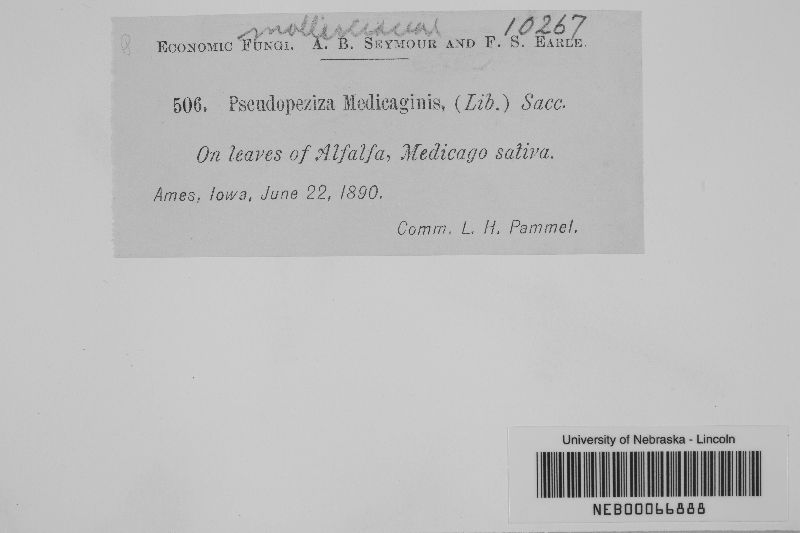 mollisiaceae 10267
ECONOMIC FUNGI. A. B. SEYMOUR AND F. S. EARLE.
506. Pseudopeziza Medicaginis, (Lib.) Sacc.
On leaves of Alfalfa, Medicago sativa.
Ames, Iowa, June 22, 1890.
Comm. L. H. Pammel.
University of Nebraska - Lincoln
NEB00066888